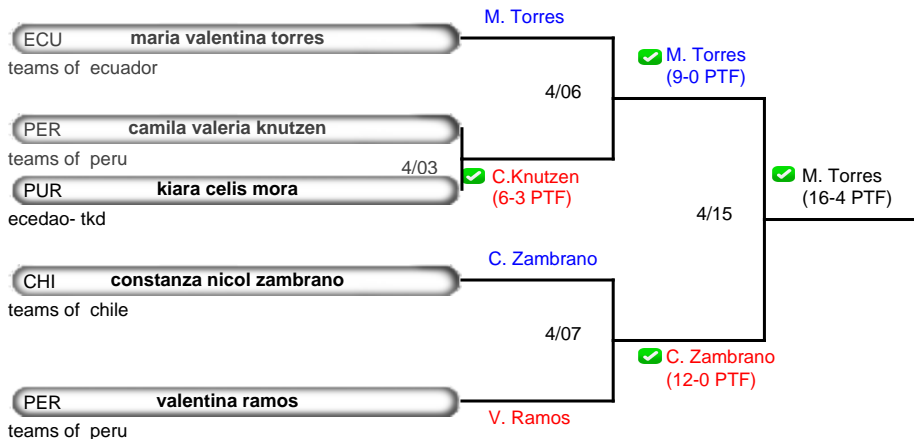 M. Torres
ECU maria valentina torres
teams of ecuador
M. Torres
(9-0 PTF)
4/06
PER camila valeria knutzen
teams of peru
4/03
C.Knutzen
(6-3 PTF)
PUR kiara celis mora
ecedao- tkd
M. Torres
(16-4 PTF)
4/15
C. Zambrano
CHI constanza nicol zambrano
teams of chile
4/07
C. Zambrano
(12-0 PTF)
PER valentina ramos
V. Ramos
teams of peru